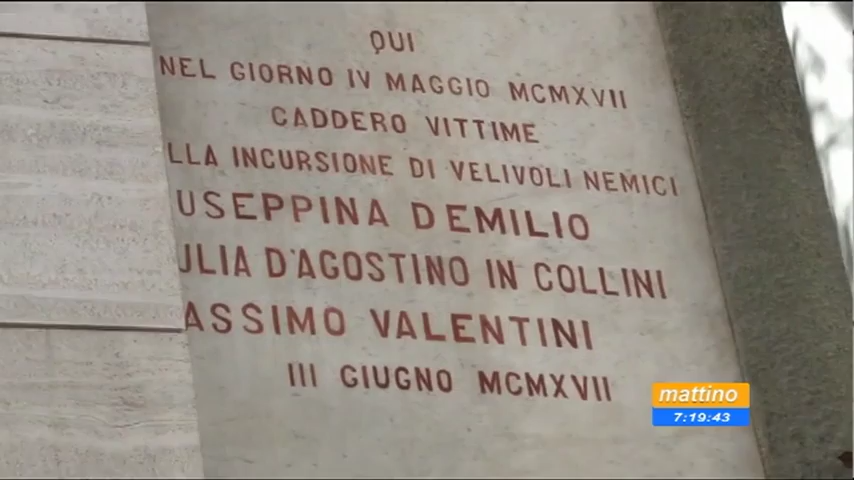 QUI
NEL GIORNO IV MAGGIO MCMXVII
CADDERO VITTIME
LLA INCURSIONE DI VELIVOLI NEMICI
USEPPINA D EMILIO
ULIA D'AGOSTINO IN COLLINI
ASSIMO VALENTINI
III GIUGNO MCMXVII
mattino
7:19:43